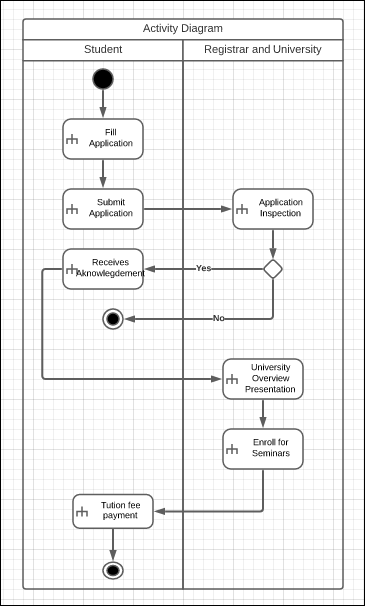 Activity Diagram
Student
Registrar and University
Fill
Application
Submit
Application
Application
Inspection
Receives
Aknowlegdement
Yes
No
University
Overview
Presentation
Enroll for
Seminars
Tution fee
payment